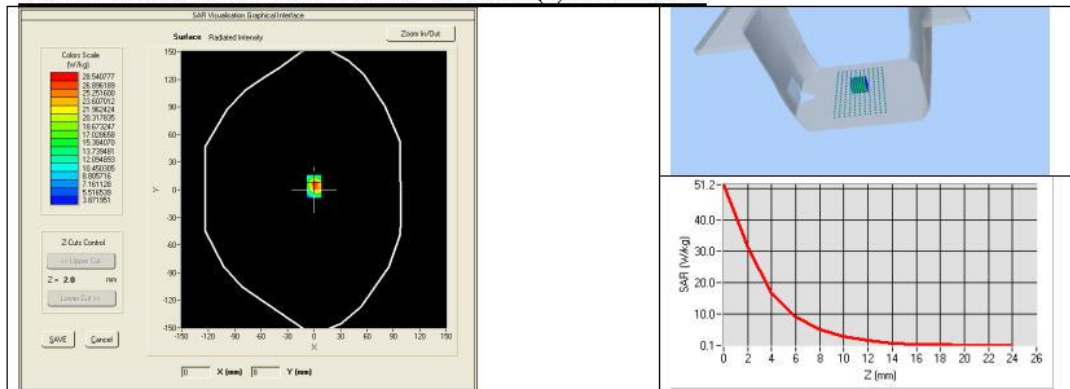 SAR Visualisation Graphical Interface
Surface Radiated Intensity
Zoom In/Out
Colors Scale
(W/kg)
28.540777
26.896189
25.251600
23.607012
21.962424
20.317835
18.673247
17.028658
15.384070
13.739481
12.094893
10.450305
8.805716
7.161128
5.516539
3.871951
150
120
90
60
30
0
-30
-60
-90
-120
-150
Y
-150 -120 -90 -60 -30 0 30 60 90 120 150
X
Z-Cuts Control
<< Upper Cut
Z = 2.0 mm
Lower Cut >>
SAVE Cancel
0 X (mm) 8 Y (mm)
51.2
40.0
30.0
20.0
10.0
0.1
SAR (W/kg)
0 2 4 6 8 10 12 14 16 18 20 22 24 26
Z (mm)